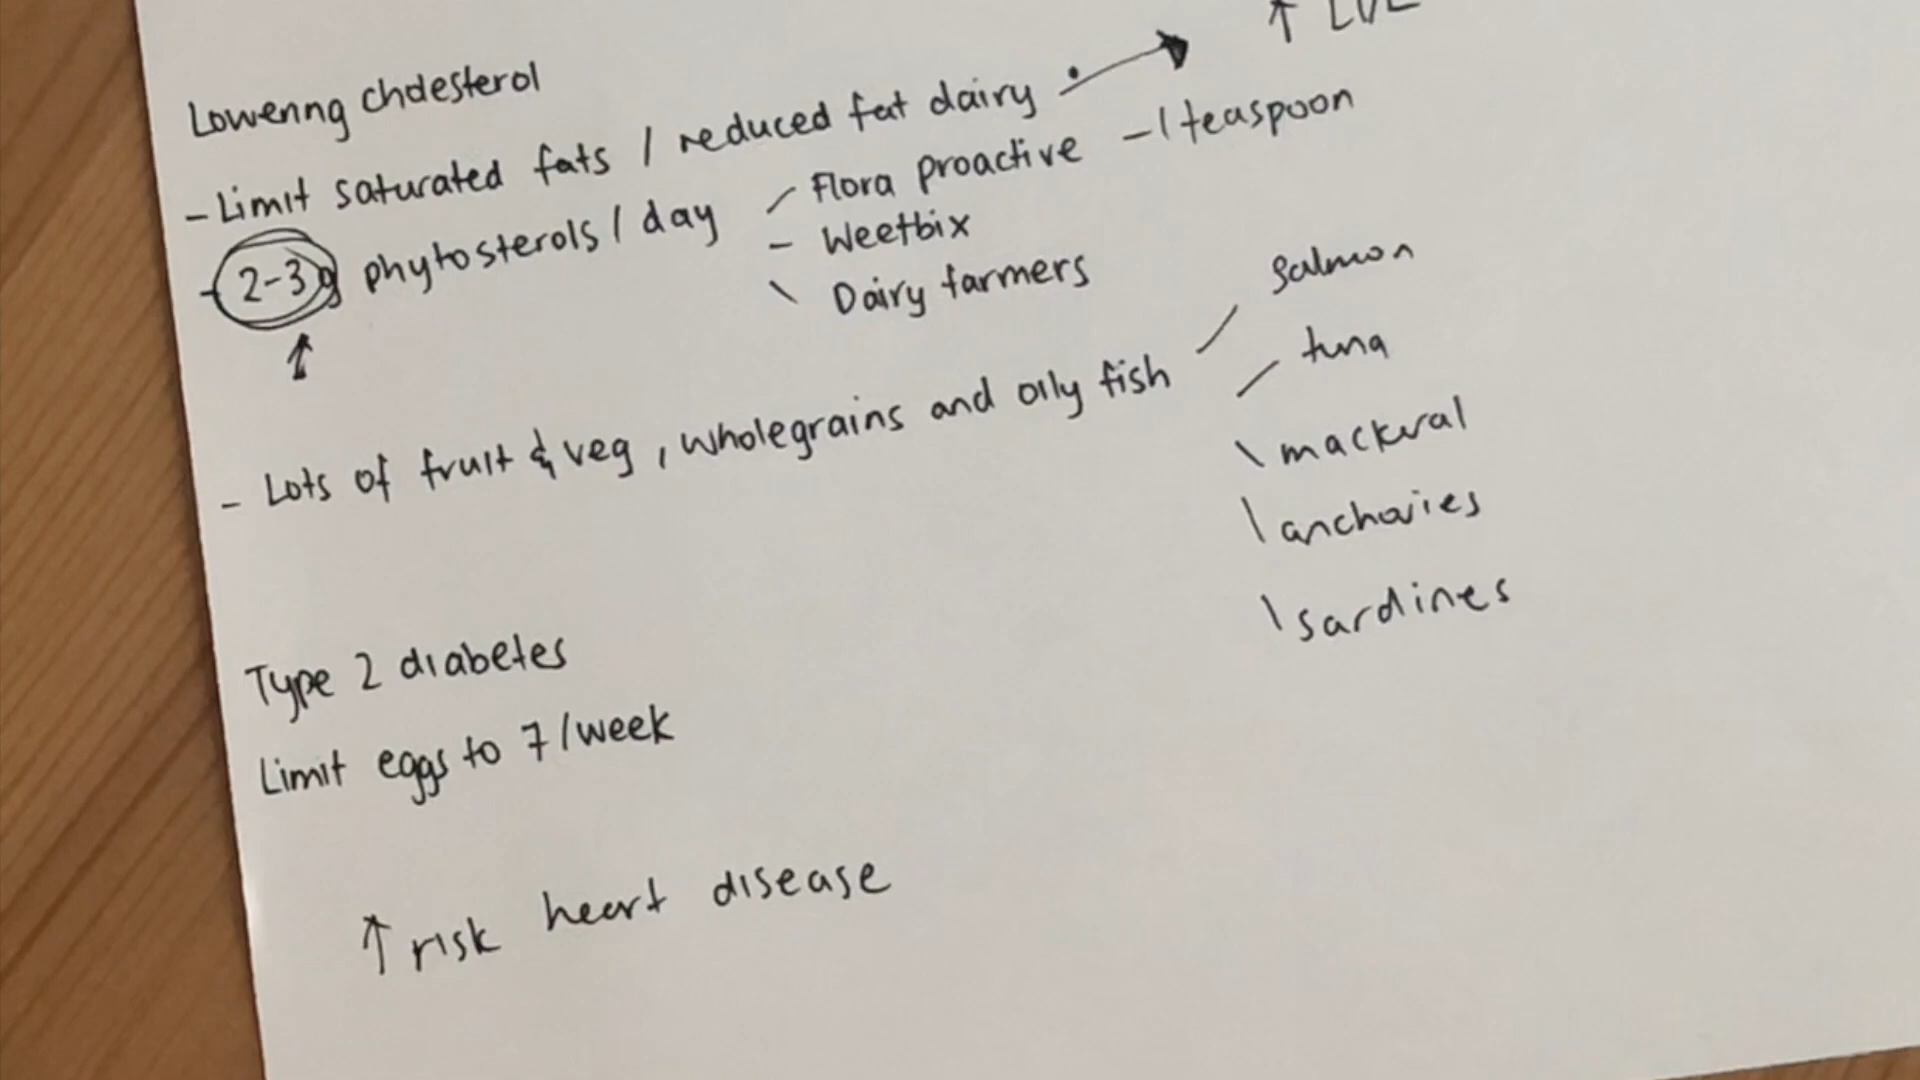 ↑ LDL
Lowering cholesterol
- Limit saturated fats / reduced fat dairy
- 2-3g phytosterols / day
Flora proactive - 1 teaspoon
- Weetbix
Dairy farmers
- Lots of fruit & veg, wholegrains and oily fish
salmon
tuna
mackeral
anchovies
sardines
Type 2 diabetes
Limit eggs to 7/week
↑ risk heart disease